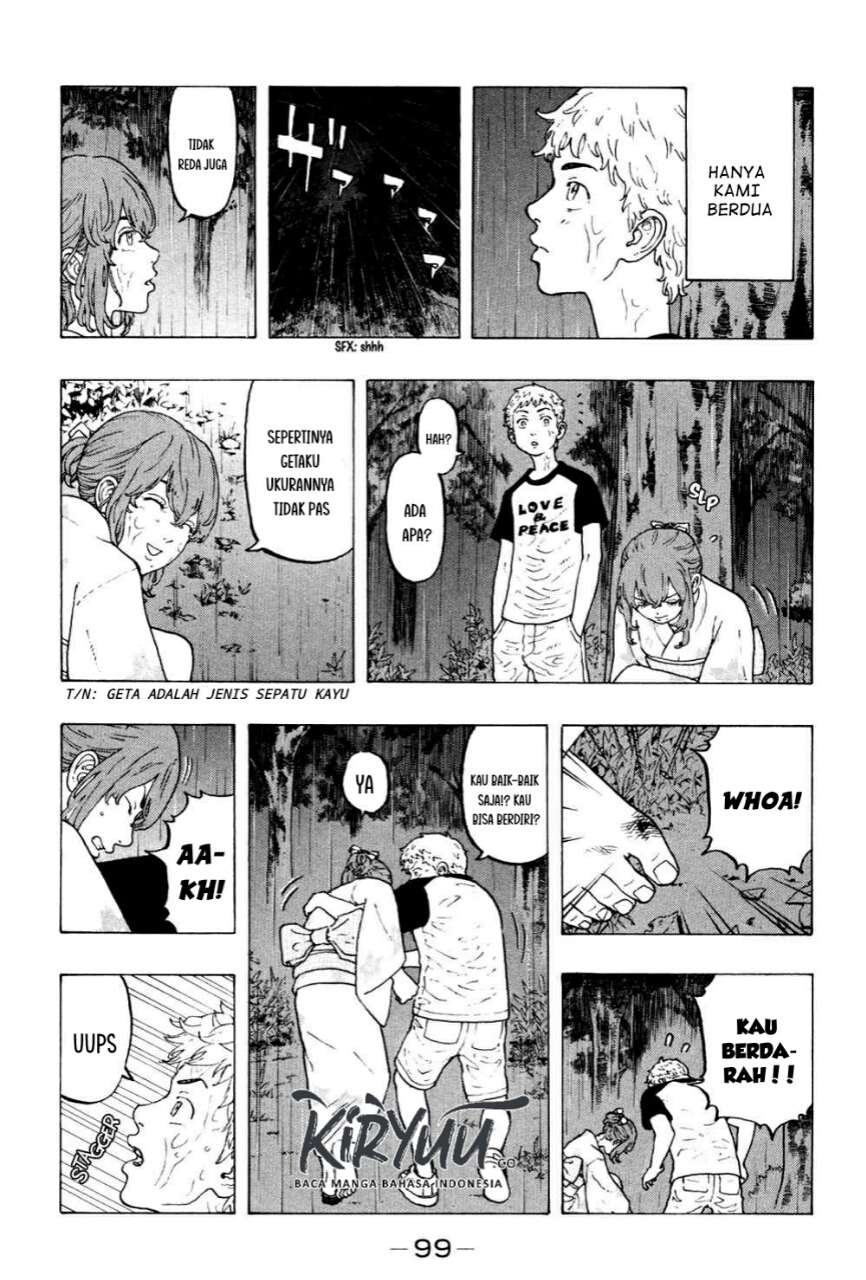 HANYA
KAMI
BERDUA
ザ
SFX: shhh
TIDAK
REDA JUGA
HAH?
ADA
APA?
LOVE
&
PEACE
SLP
SEPERTINYA
GETAKU
UKURANNYA
TIDAK PAS
T/N: GETA ADALAH JENIS SEPATU KAYU
WHOA!
KAU
BERDA-
RAH!!
KAU BAIK-BAIK
SAJA!? KAU
BISA BERDIRI?
YA
AA-
KH!
UUPS
STAGGER
KIRYUU
.CO
BACA MANGA BAHASA INDONESIA
—99—